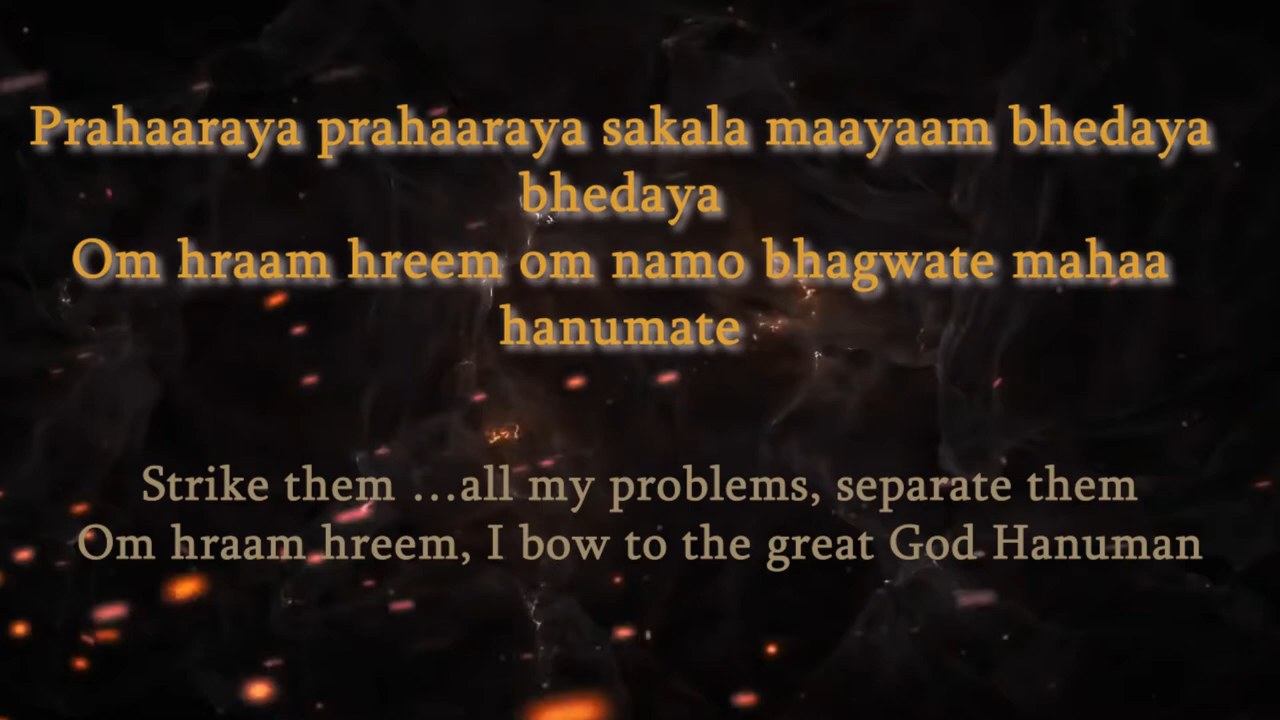 Prahaaraya prahaaraya sakala maayaam bhedaya
bhedaya
Om hraam hreem om namo bhagwate mahaa
hanumate
Strike them ...all my problems, separate them
Om hraam hreem, I bow to the great God Hanuman